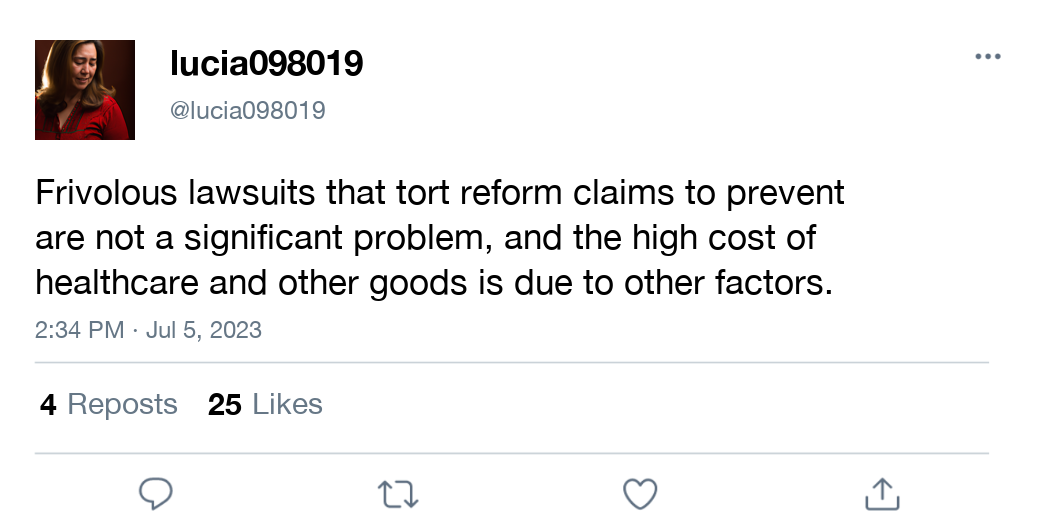 lucia098019
@lucia098019
Frivolous lawsuits that tort reform claims to prevent
are not a significant problem, and the high cost of
healthcare and other goods is due to other factors.
2:34 PM · Jul 5, 2023
4 Reposts 25 Likes